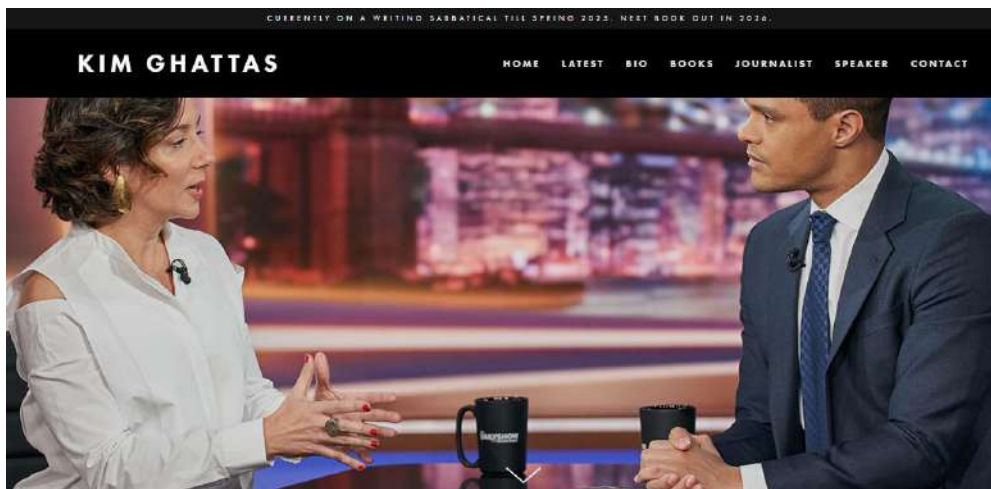 CURRENTLY ON A WRITING SABBATICAL TILL SPRING 2025. NEXT BOOK OUT IN 2026.
KIM GHATTAS
HOME LATEST BIO BOOKS JOURNALIST SPEAKER CONTACT
DAILYSHOW